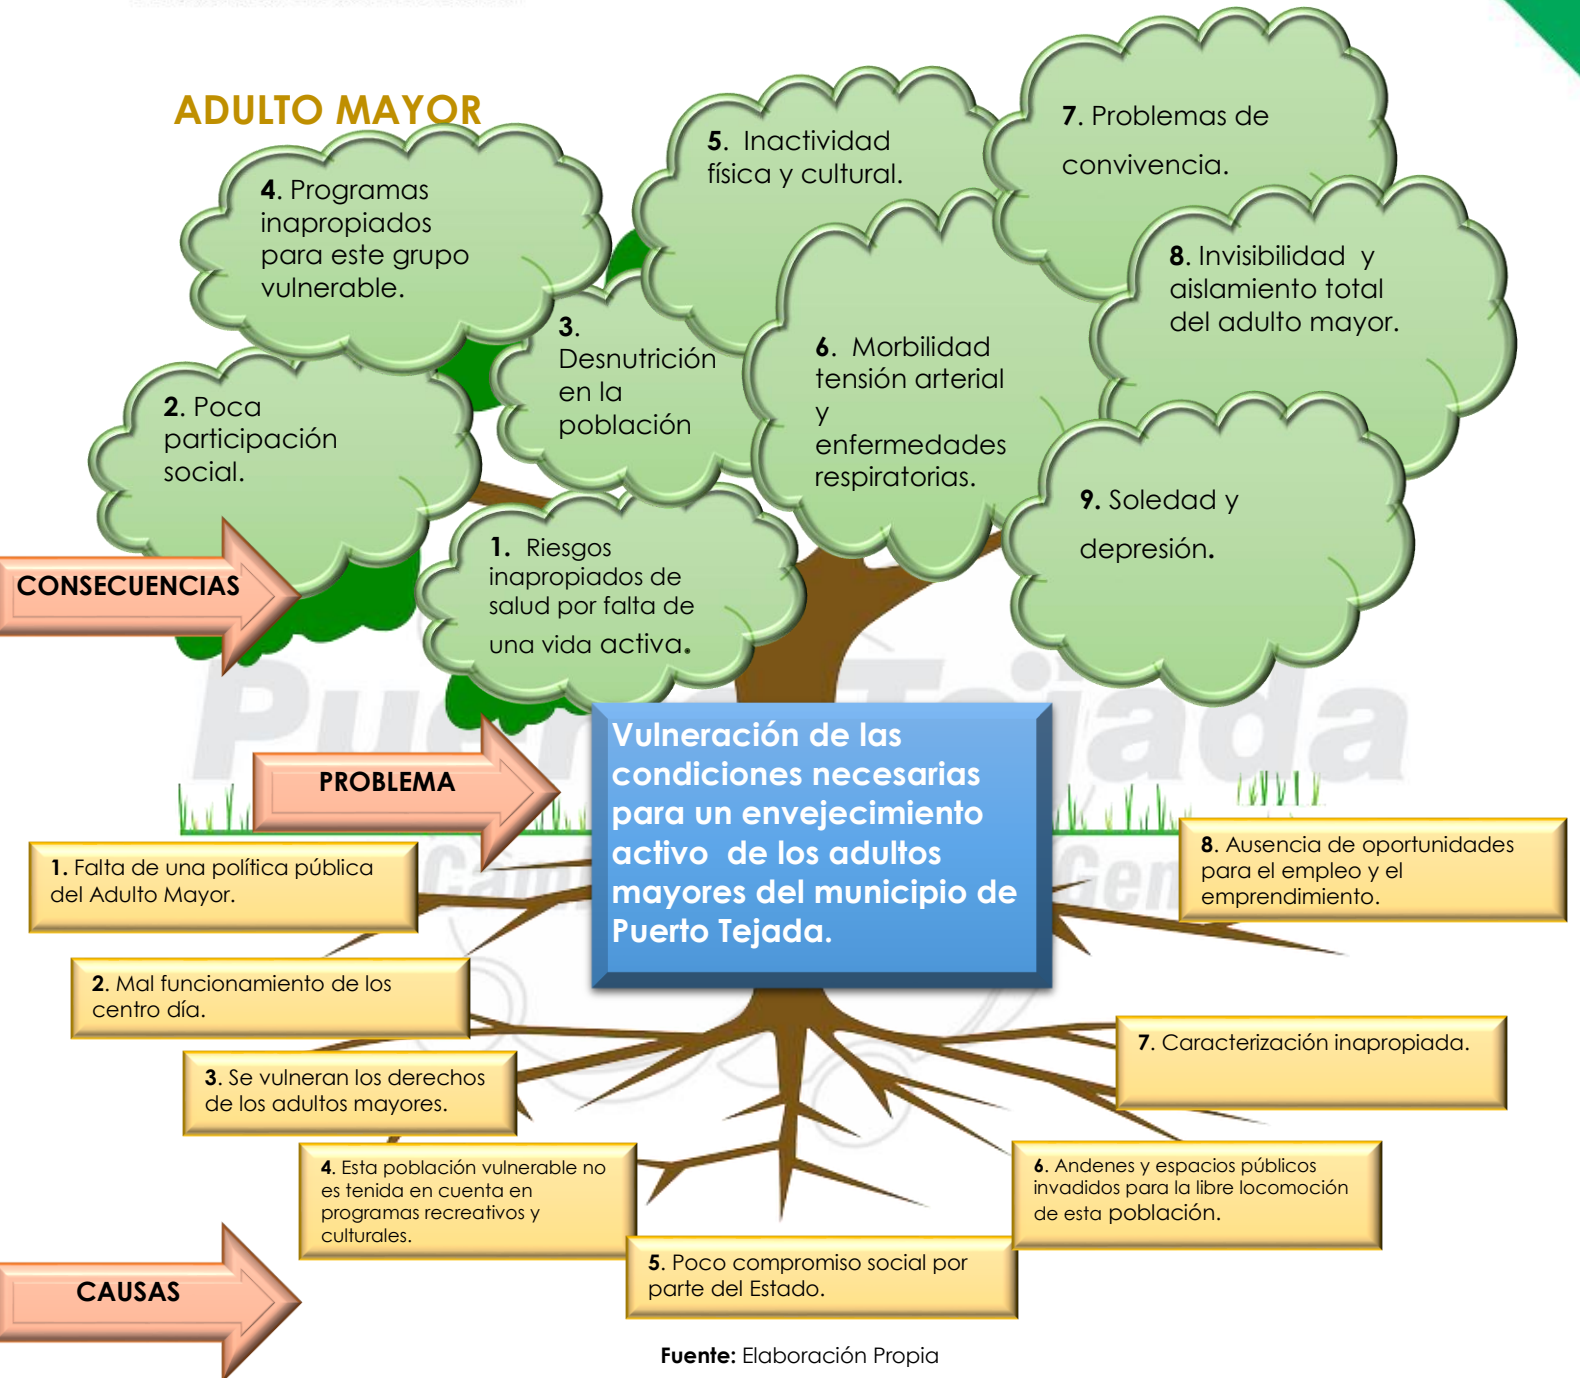 ADULTO MAYOR
4. Programas
inapropiados
para este grupo
vulnerable.
5. Inactividad
física y cultural.
7. Problemas de
convivencia.
8. Invisibilidad y
aislamiento total
del adulto mayor.
3.
Desnutrición
en la
población
6. Morbilidad
tensión arterial
y
enfermedades
respiratorias.
2. Poca
participación
social.
9. Soledad y
depresión.
1. Riesgos
inapropiados de
salud por falta de
una vida activa.
CONSECUENCIAS
PROBLEMA
Vulneración de las
condiciones necesarias
para un envejecimiento
activo de los adultos
mayores del municipio de
Puerto Tejada.
1. Falta de una política pública
del Adulto Mayor.
8. Ausencia de oportunidades
para el empleo y el
emprendimiento.
2. Mal funcionamiento de los
centro día.
7. Caracterización inapropiada.
3. Se vulneran los derechos
de los adultos mayores.
4. Esta población vulnerable no
es tenida en cuenta en
programas recreativos y
culturales.
6. Andenes y espacios públicos
invadidos para la libre locomoción
de esta población.
5. Poco compromiso social por
parte del Estado.
CAUSAS
Fuente: Elaboración Propia